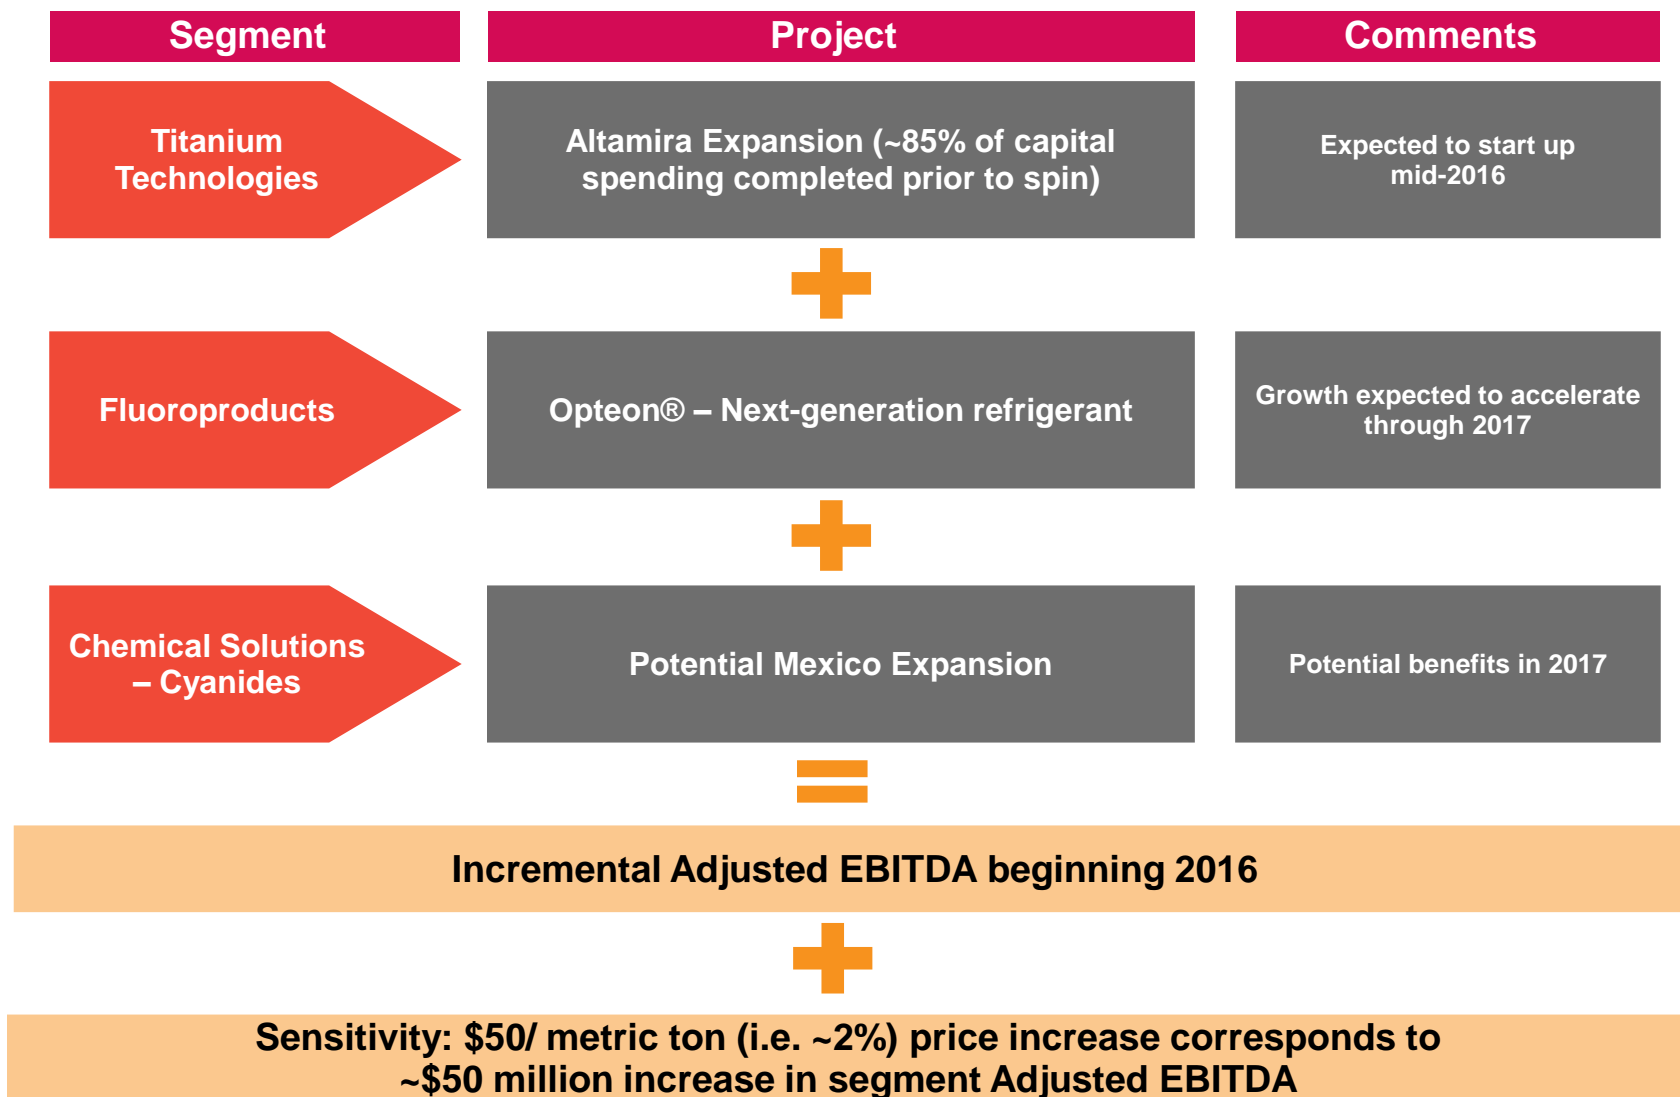 Segment
Project
Comments
Titanium
Technologies
Altamira Expansion (~85% of capital
spending completed prior to spin)
Expected to start up
mid-2016
Fluoroproducts
Opteon® – Next-generation refrigerant
Growth expected to accelerate
through 2017
Chemical Solutions
– Cyanides
Potential Mexico Expansion
Potential benefits in 2017
Incremental Adjusted EBITDA beginning 2016
Sensitivity: $50/ metric ton (i.e. ~2%) price increase corresponds to
~$50 million increase in segment Adjusted EBITDA